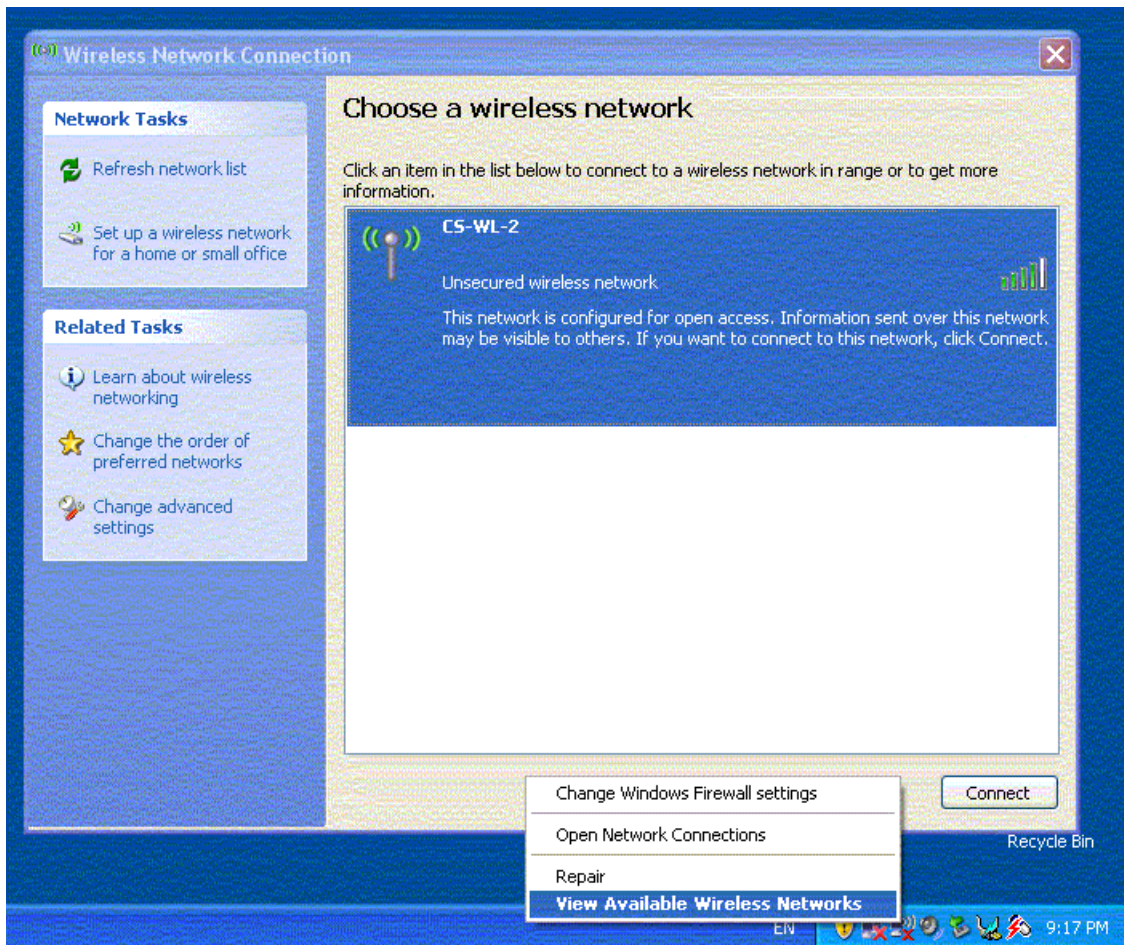 Wireless Network Connection
Network Tasks
Refresh network list
Set up a wireless network
for a home or small office
Related Tasks
Learn about wireless
networking
Change the order of
preferred networks
Change advanced
settings
Choose a wireless network
Click an item in the list below to connect to a wireless network in range or to get more
information.
CS-WL-2
Unsecured wireless network
This network is configured for open access. Information sent over this network
may be visible to others. If you want to connect to this network, click Connect.
Change Windows Firewall settings
Open Network Connections
Repair
View Available Wireless Networks
Connect
Recycle Bin
EN
9:17 PM